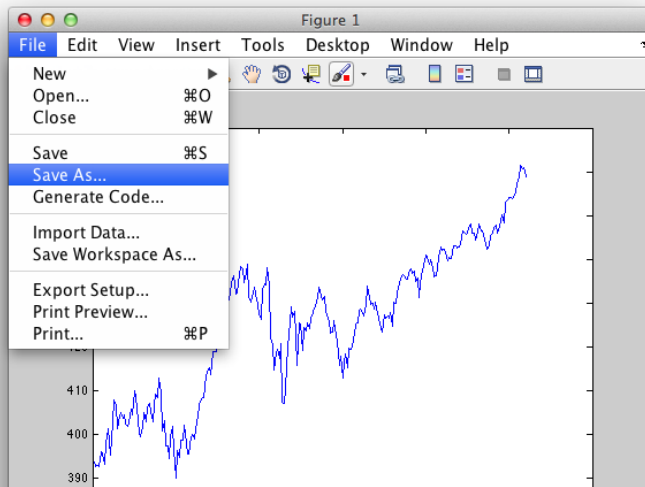 Figure 1
File Edit View Insert Tools Desktop Window Help
New
Open... ⌘O
Close ⌘W
Save ⌘S
Save As...
Generate Code...
Import Data...
Save Workspace As...
Export Setup...
Print Preview...
Print... ⌘P
410
400
390